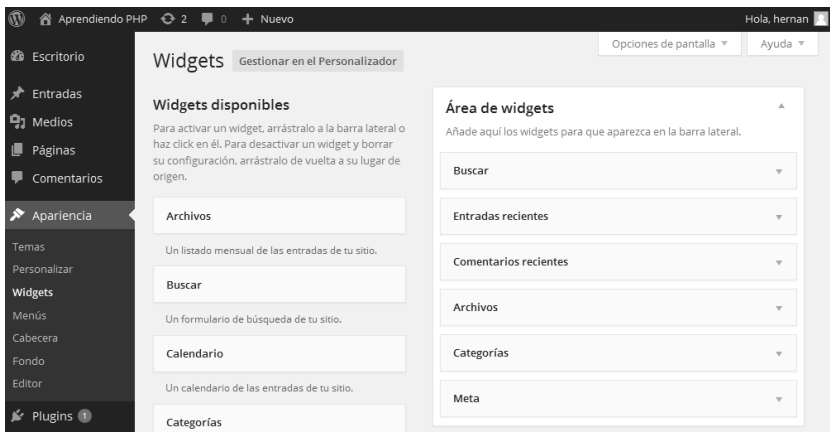 Aprendiendo PHP 2 0 + Nuevo Hola, hernan
Escritorio
Entradas
Medios
Páginas
Comentarios
Apariencia
Temas
Personalizar
Widgets
Menús
Cabecera
Fondo
Editor
Plugins 1
Opciones de pantalla Ayuda
Widgets Gestionar en el Personalizador
Widgets disponibles
Para activar un widget, arrástralo a la barra lateral o
haz click en él. Para desactivar un widget y borrar
su configuración, arrástralo de vuelta a su lugar de
origen.
Archivos
Un listado mensual de las entradas de tu sitio.
Buscar
Un formulario de búsqueda de tu sitio.
Calendario
Un calendario de las entradas de tu sitio.
Categorías
Área de widgets
Añade aquí los widgets para que aparezca en la barra lateral.
Buscar
Entradas recientes
Comentarios recientes
Archivos
Categorías
Meta